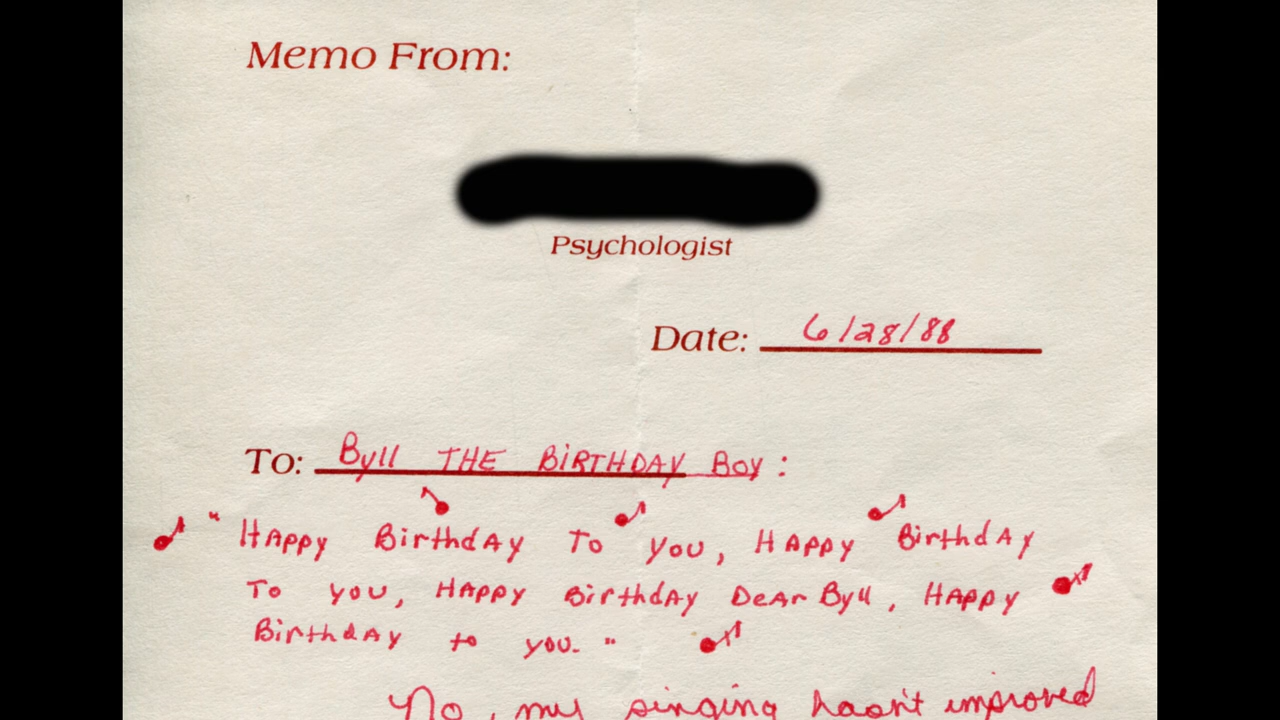 Memo From:
Psychologist
Date: 6/28/88
To: Byll THE BiRTHDAY BOY:
"HAppy BirthdAy To you, HAppy BirthdAy
To you, HAppy BirthdAy DeAr Byll, HAppy
BirthdAy to you."
No, my singing hasn't improved